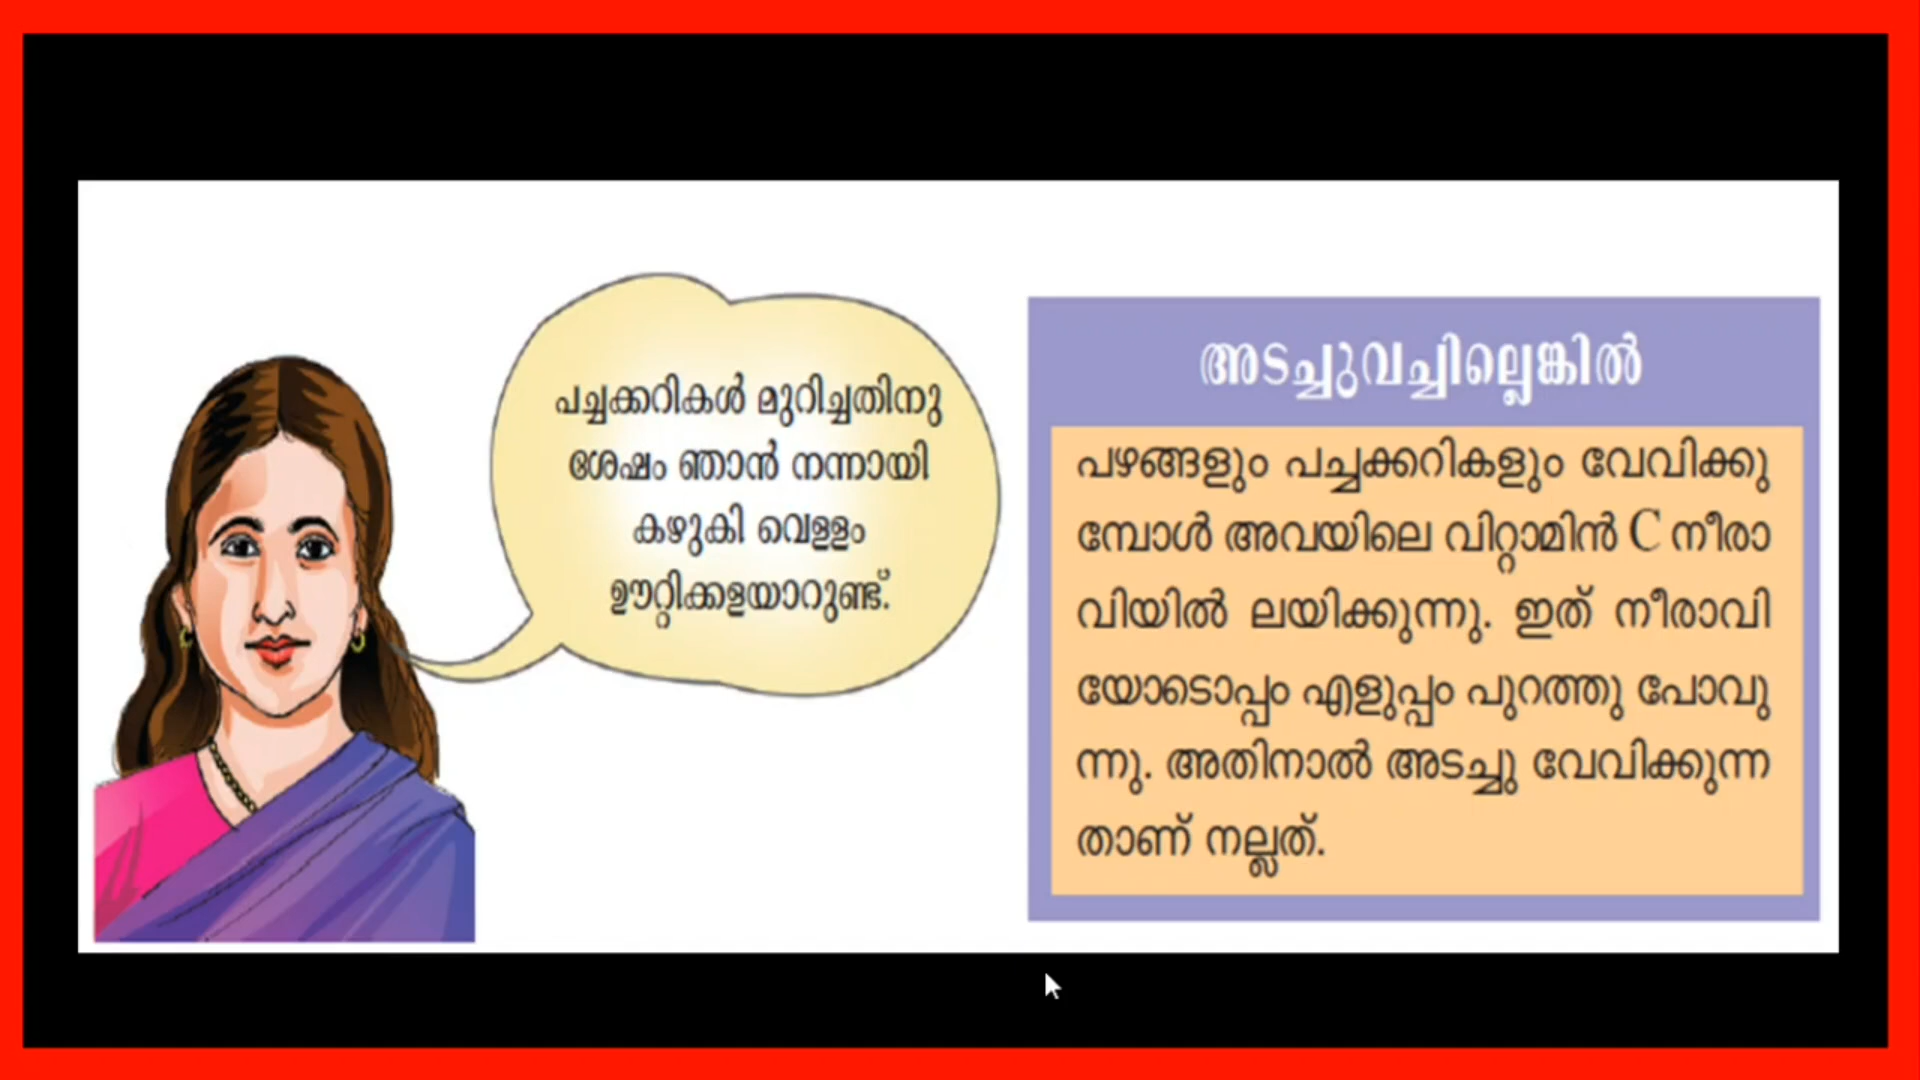 പച്ചക്കറികൾ മുറിച്ചതിനു
ശേഷം ഞാൻ നന്നായി
കഴുകി വെള്ളം
ഊറ്റിക്കളയാറുണ്ട്.
അടച്ചുവച്ചില്ലെങ്കിൽ
പഴങ്ങളും പച്ചക്കറികളും വേവിക്കു
മ്പോൾ അവയിലെ വിറ്റാമിൻ C നീരാ
വിയിൽ ലയിക്കുന്നു. ഇത് നീരാവി
യോടൊപ്പം എളുപ്പം പുറത്തു പോവു
ന്നു. അതിനാൽ അടച്ചു വേവിക്കുന്ന
താണ് നല്ലത്.